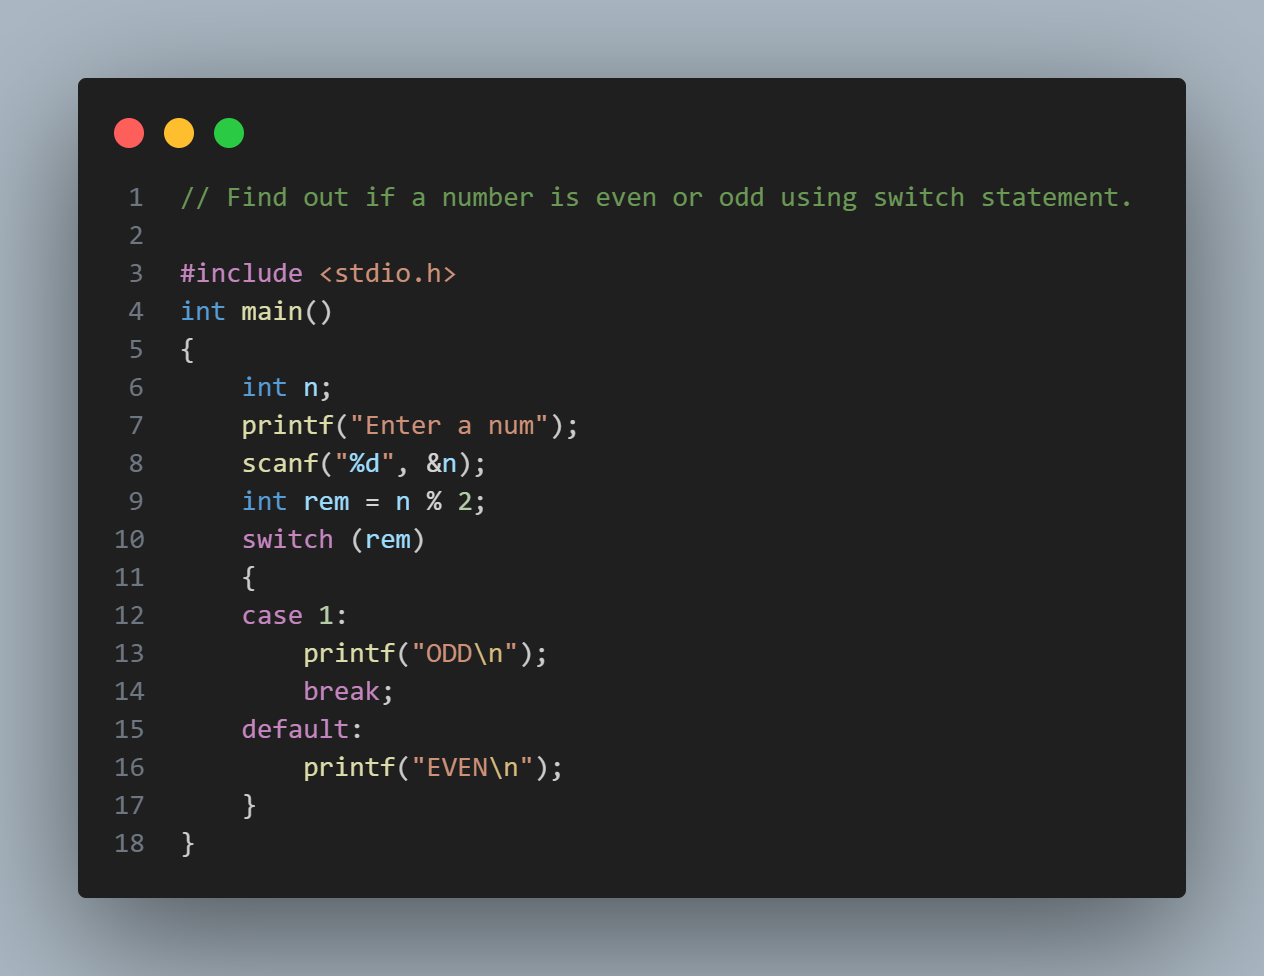 1 // Find out if a number is even or odd using switch statement.
2
3 #include <stdio.h>
4 int main()
5 {
6     int n;
7     printf("Enter a num");
8     scanf("%d", &n);
9     int rem = n % 2;
10     switch (rem)
11     {
12     case 1:
13         printf("ODD\n");
14         break;
15     default:
16         printf("EVEN\n");
17     }
18 }